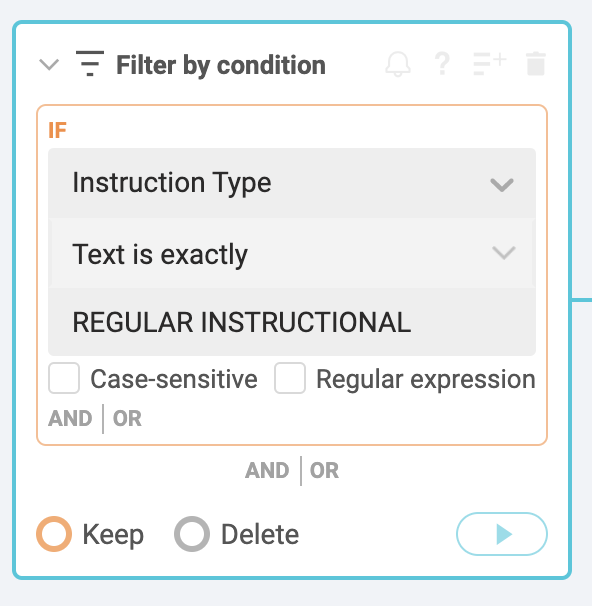 Filter by condition ?
IF
Instruction Type
Text is exactly
REGULAR INSTRUCTIONAL
Case-sensitive Regular expression
AND | OR
AND | OR
Keep Delete